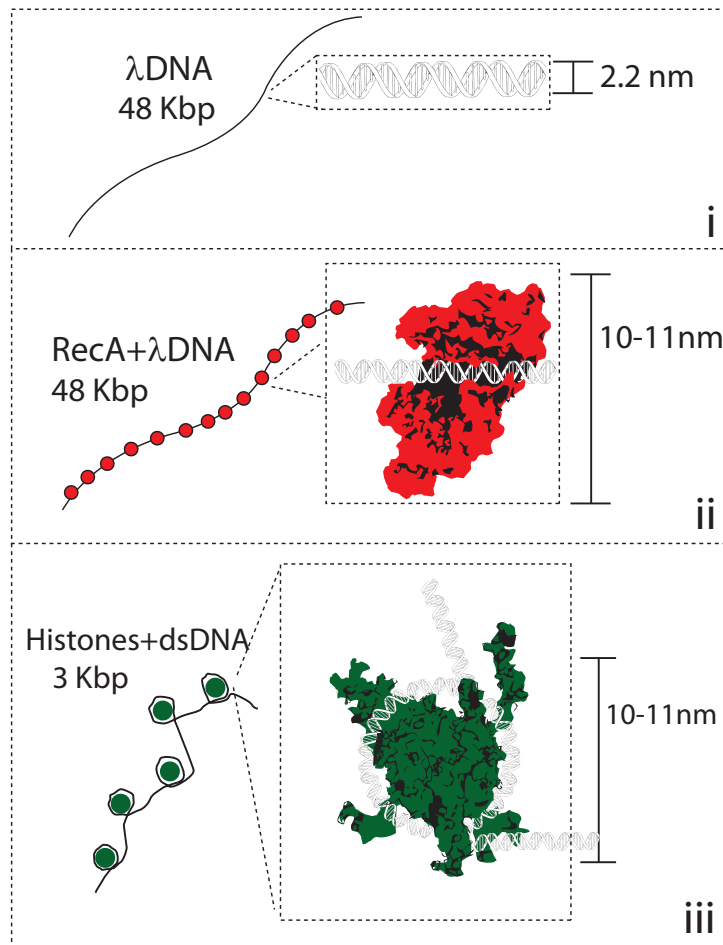 λDNA
48 Kbp
2.2 nm
i
RecA+λDNA
48 Kbp
10-11nm
ii
Histones+dsDNA
3 Kbp
10-11nm
iii